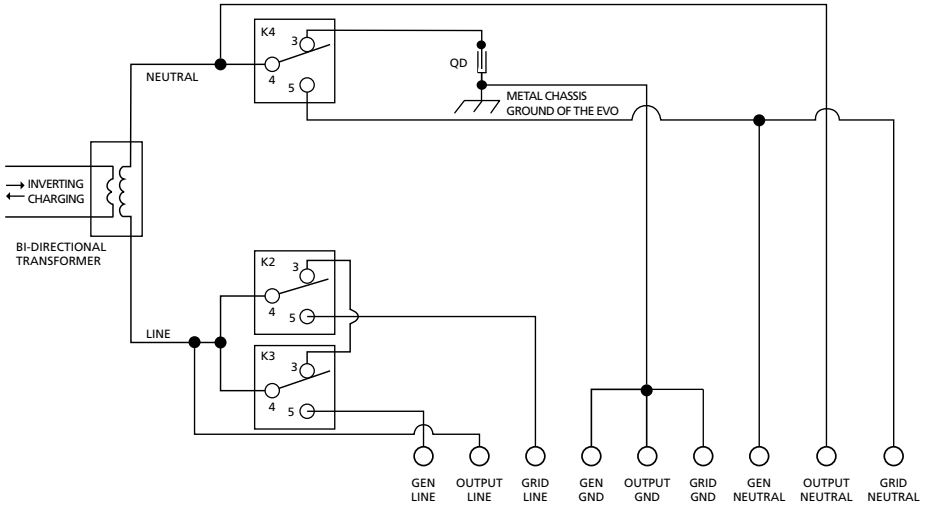 K4
3
4
5
NEUTRAL
QD
METAL CHASSIS
GROUND OF THE EVO
INVERTING
CHARGING
BI-DIRECTIONAL
TRANSFORMER
K2
3
4
5
LINE
K3
3
4
5
GEN
LINE
OUTPUT
LINE
GRID
LINE
GEN
GND
OUTPUT
GND
GRID
GND
GEN
NEUTRAL
OUTPUT
NEUTRAL
GRID
NEUTRAL